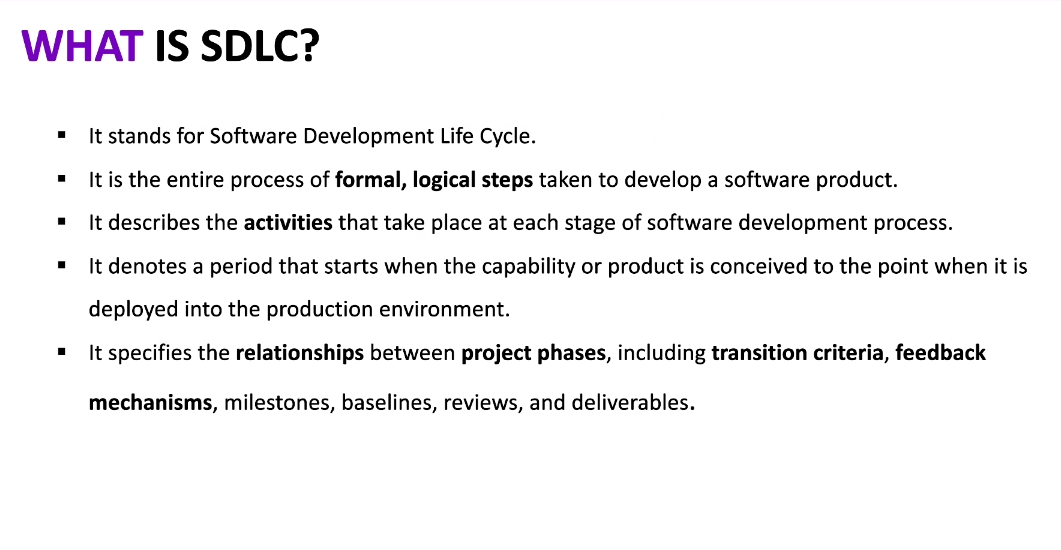 WHAT IS SDLC?
▪ It stands for Software Development Life Cycle.
▪ It is the entire process of formal, logical steps taken to develop a software product.
▪ It describes the activities that take place at each stage of software development process.
▪ It denotes a period that starts when the capability or product is conceived to the point when it is
deployed into the production environment.
▪ It specifies the relationships between project phases, including transition criteria, feedback
mechanisms, milestones, baselines, reviews, and deliverables.